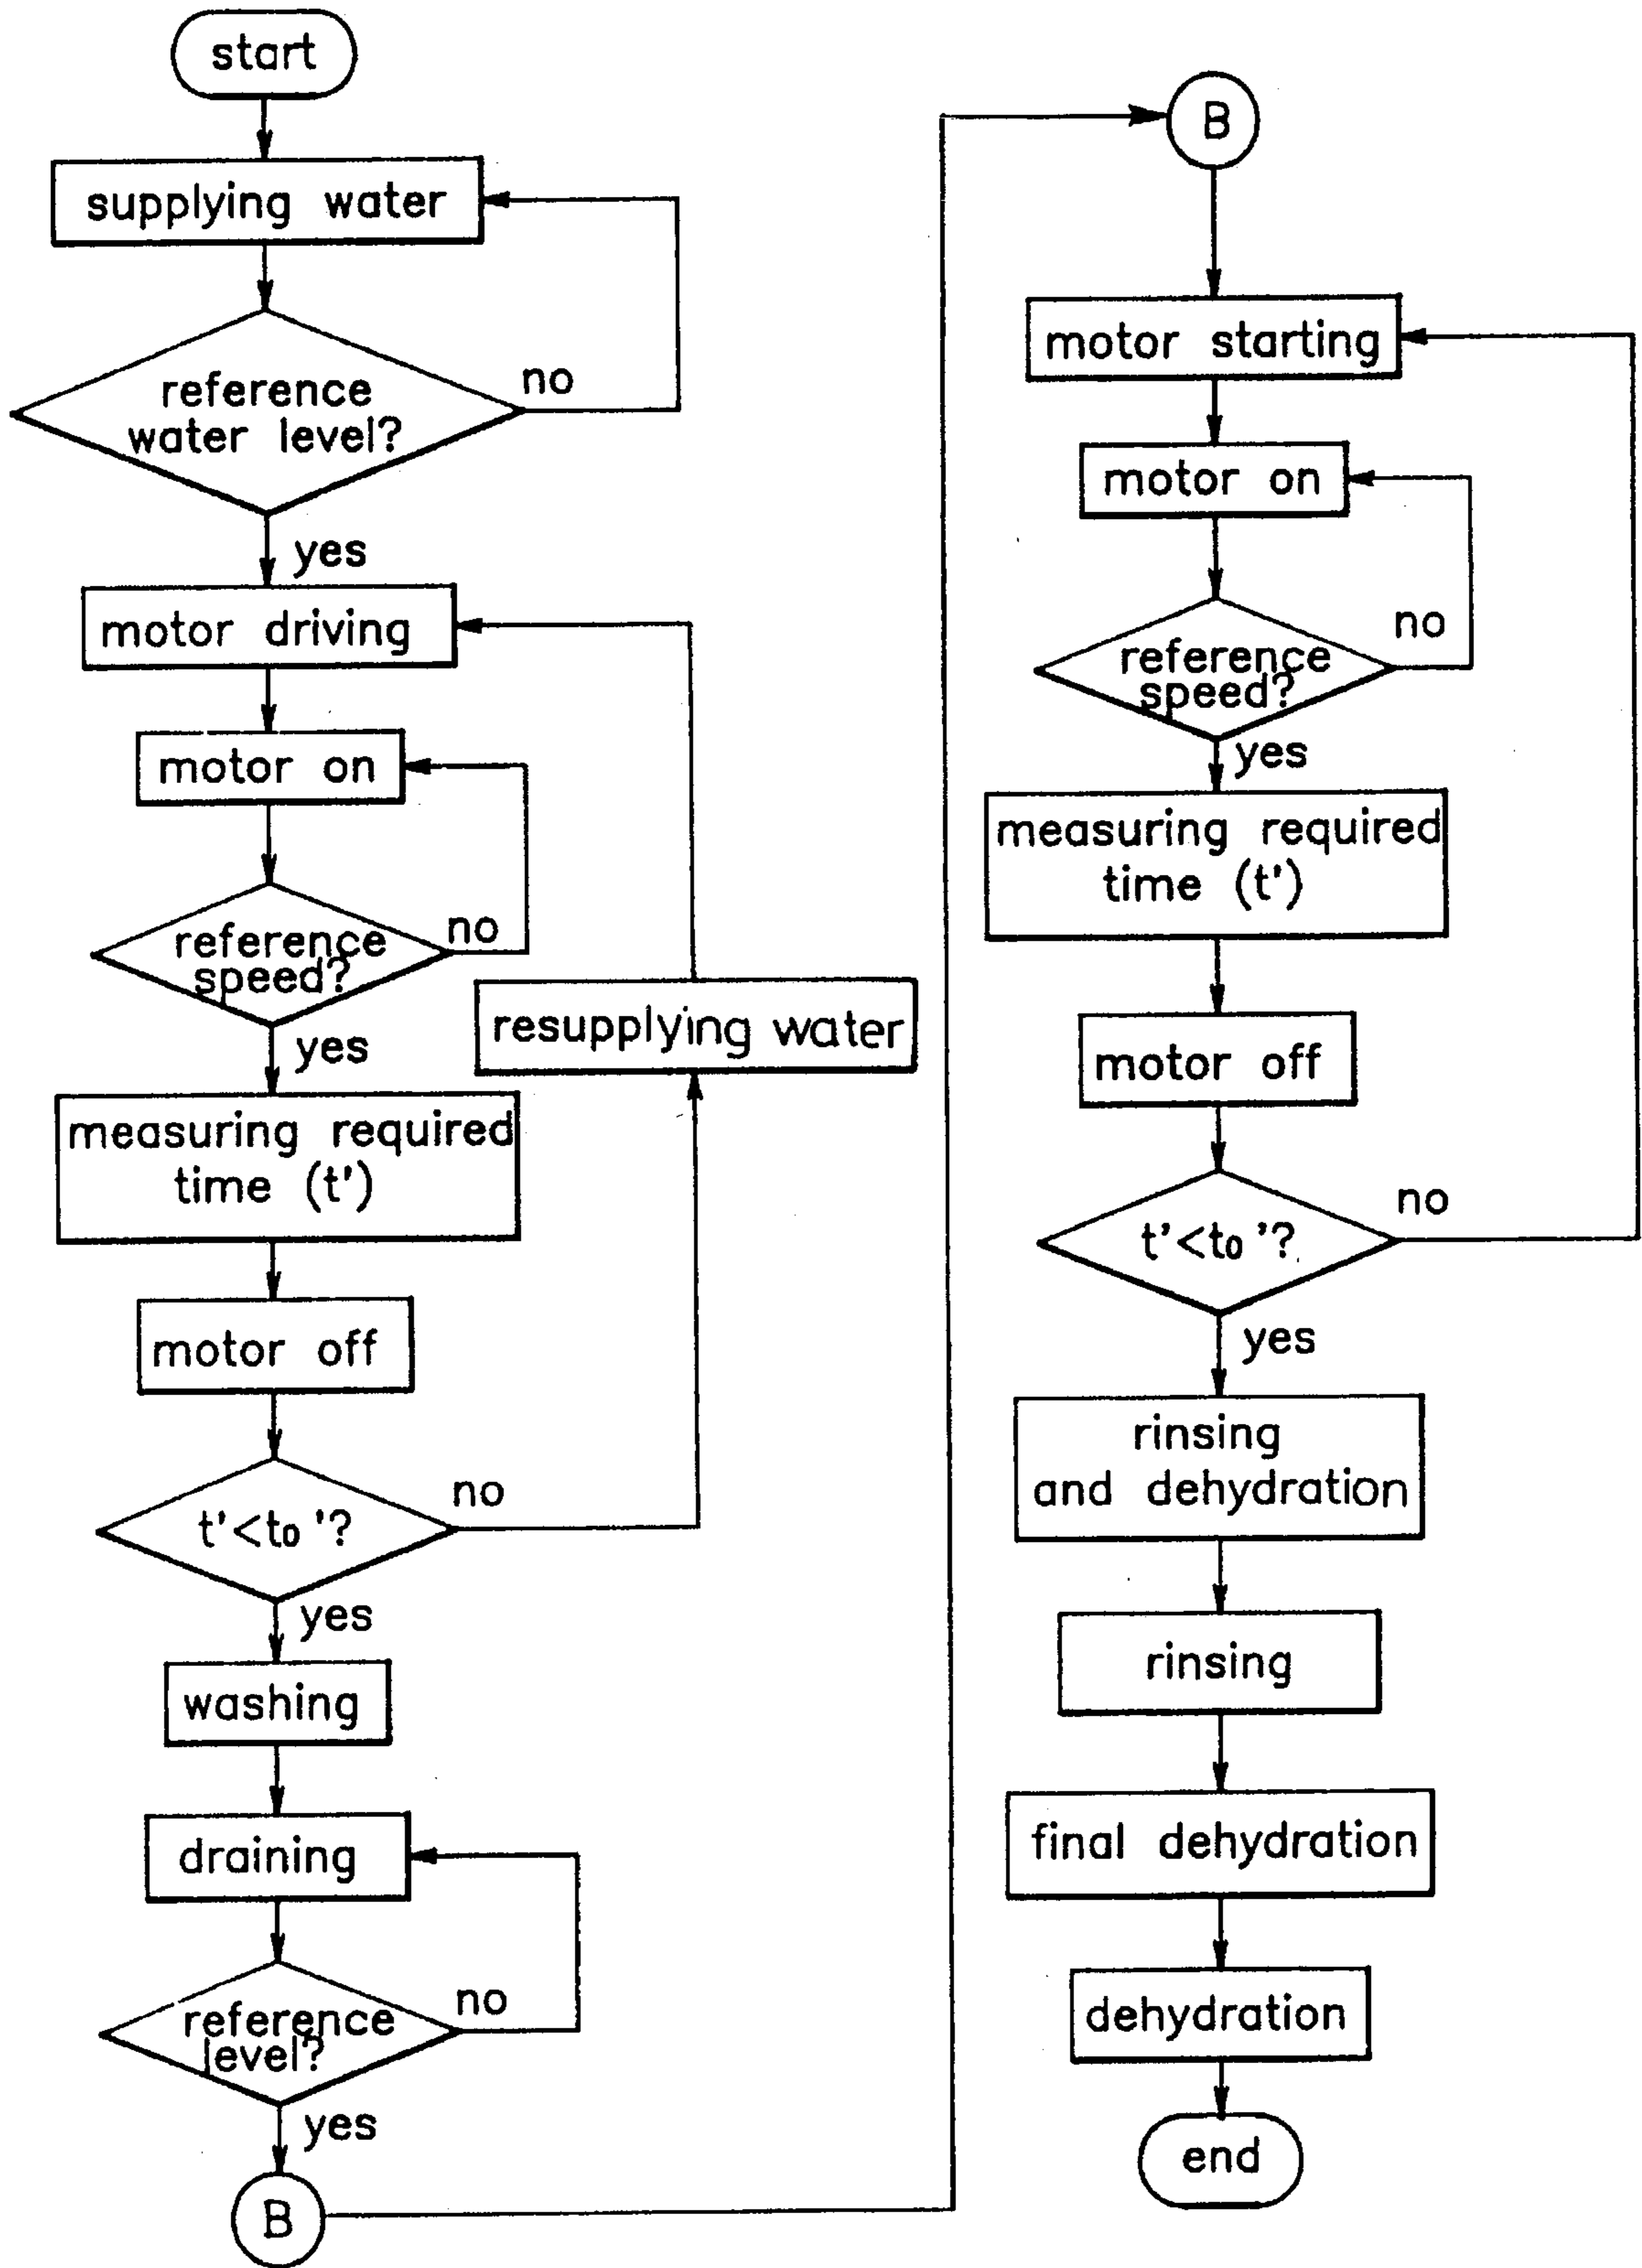 start
supplying water
reference
water level?
no
yes
motor driving
motor on
reference
speed?
no
yes
resupplying water
measuring required
time (t')
motor off
t'<t0'?
no
yes
washing
draining
reference
level?
no
yes
B
B
motor starting
motor on
reference
speed?
no
yes
measuring required
time (t')
motor off
t'<t0'?
no
yes
rinsing
and dehydration
rinsing
final dehydration
dehydration
end